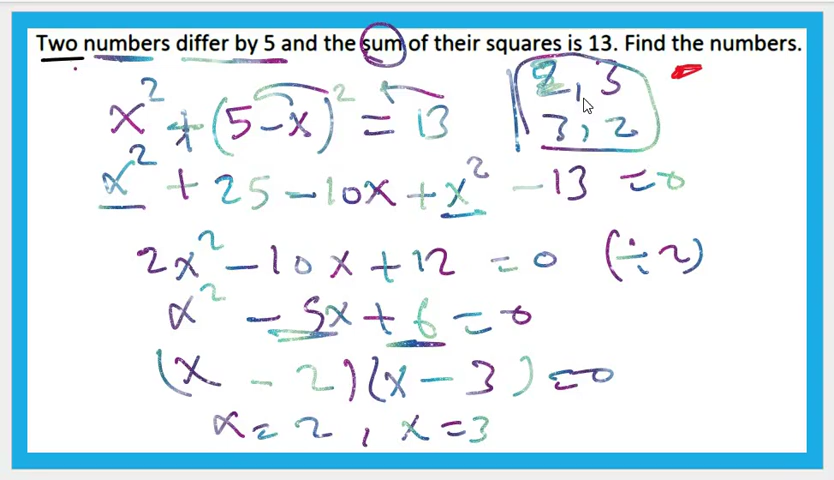 Two numbers differ by 5 and the sum of their squares is 13. Find the numbers.
2, 3
3, 2
x² + (5-x)² = 13
x² + 25 - 10x + x² - 13 = 0
2x² - 10x + 12 = 0 (÷2)
x² - 5x + 6 = 0
(x - 2)(x - 3) = 0
x = 2, x = 3